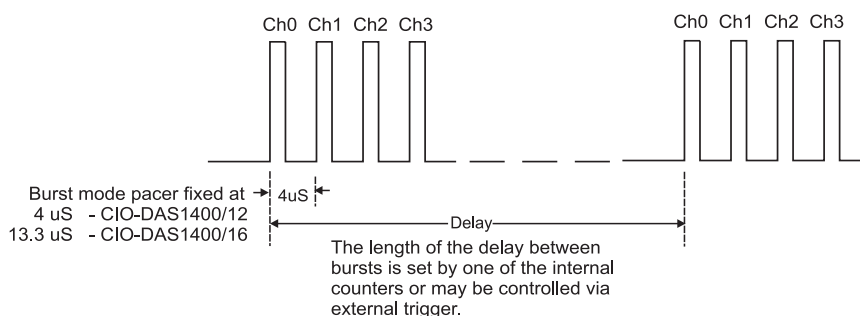 Ch0 Ch1 Ch2 Ch3 Ch0 Ch1 Ch2 Ch3
Burst mode pacer fixed at 4uS
4 uS - CIO-DAS1400/12
13.3 uS - CIO-DAS1400/16
Delay
The length of the delay between
bursts is set by one of the internal
counters or may be controlled via
external trigger.